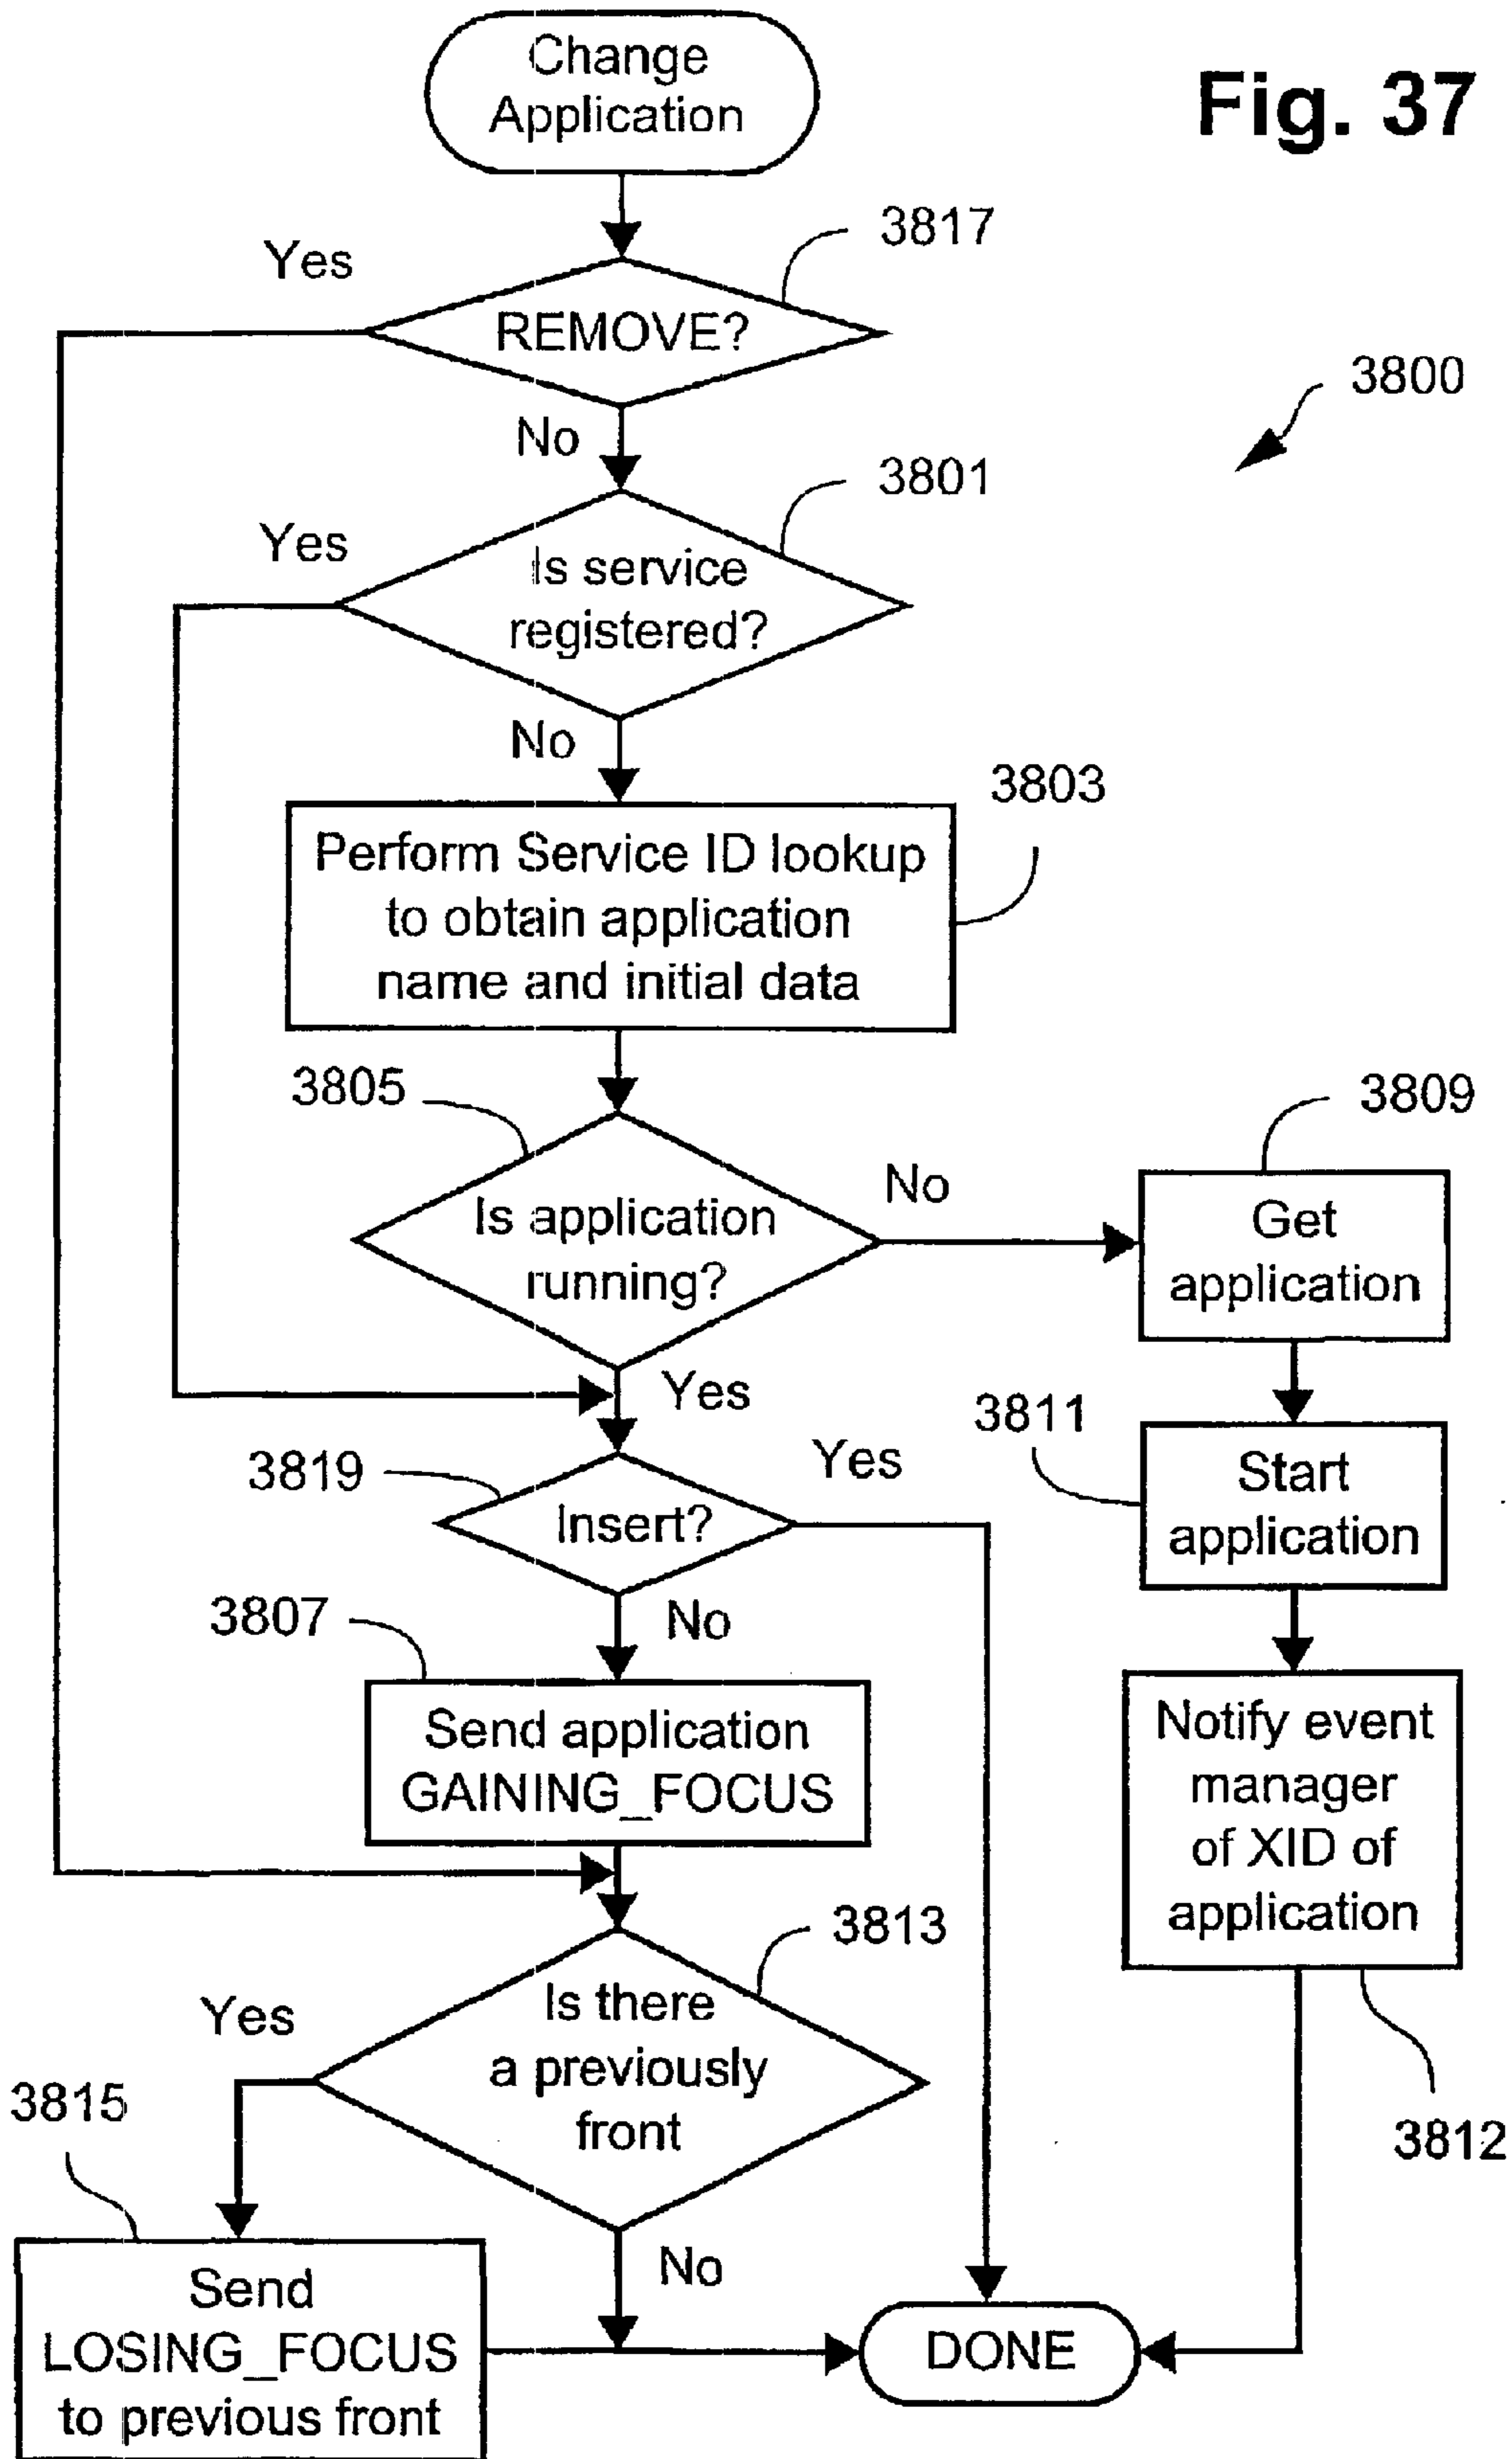 Change
Application
Fig. 37
3817
Yes
REMOVE?
3800
No
3801
Yes
Is service
registered?
No
3803
Perform Service ID lookup
to obtain application
name and initial data
3805
3809
No
Is application
running?
Get
application
Yes
3811
3819
Yes
Start
application
Insert?
3807
No
Send application
GAINING_FOCUS
Notify event
manager
of XID of
application
3813
Yes
Is there
a previously
front
3815
3812
No
Send
LOSING_FOCUS
to previous front
DONE